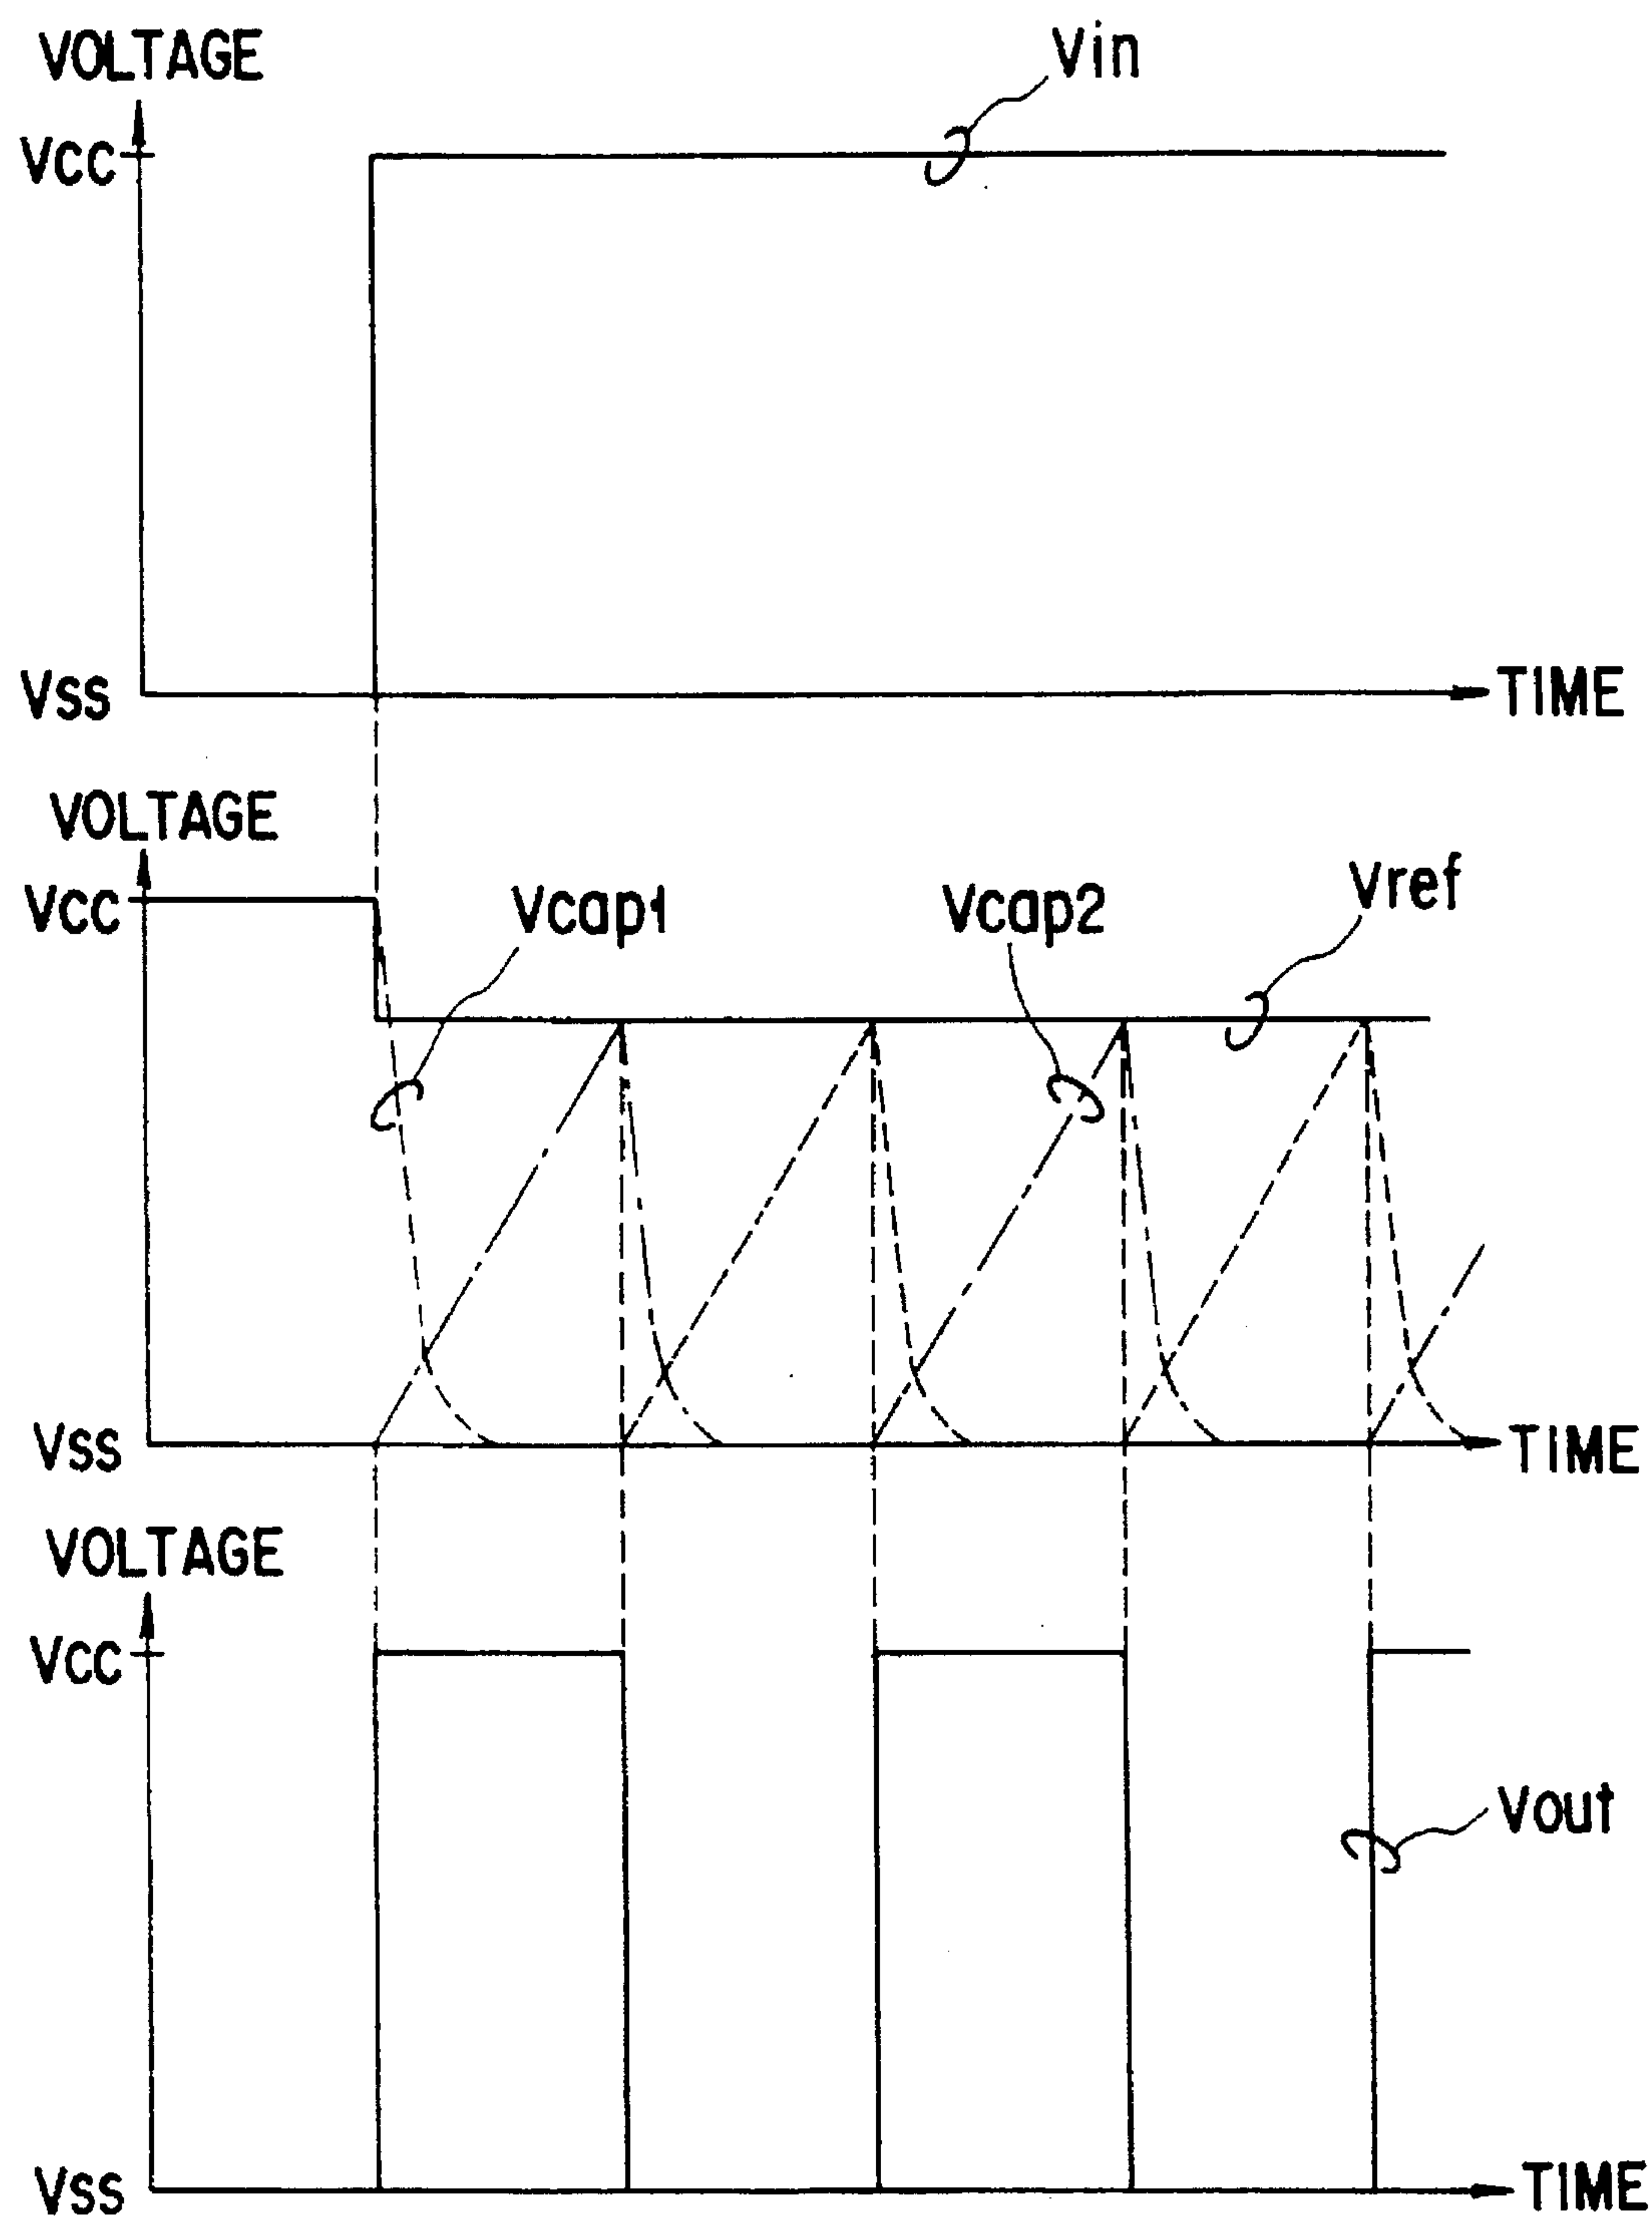 VOLTAGE
Vin
VCC
VSS
TIME
VOLTAGE
VCC
Vcap1
Vcap2
Vref
VSS
TIME
VOLTAGE
VCC
Vout
VSS
TIME